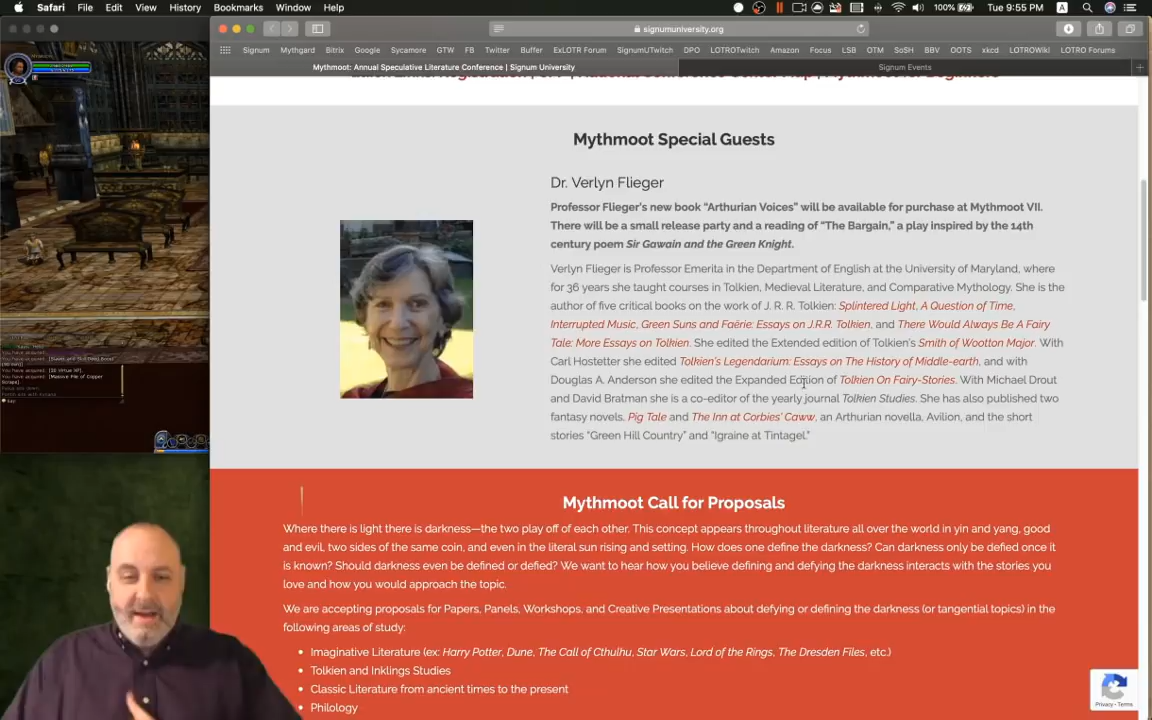 Safari File Edit View History Bookmarks Window Help
100% Tue 9:55 PM
signumuniversity.org
Signum Mythgard Bitrix Google Sycamore GTW FB Twitter Buffer ExLOTR Forum SignumUTwitch DPO LOTROTwitch Amazon Focus LSB OTM SoSH BBV OOTS xkcd LOTROWiki LOTRO Forums
Mythmoot: Annual Speculative Literature Conference | Signum University
Signum Events
Mythmoot Special Guests
Dr. Verlyn Flieger
Professor Flieger's new book “Arthurian Voices” will be available for purchase at Mythmoot VII.
There will be a small release party and a reading of “The Bargain,” a play inspired by the 14th
century poem Sir Gawain and the Green Knight.
Verlyn Flieger is Professor Emerita in the Department of English at the University of Maryland, where
for 36 years she taught courses in Tolkien, Medieval Literature, and Comparative Mythology. She is the
author of five critical books on the work of J. R. R. Tolkien: Splintered Light, A Question of Time,
Interrupted Music, Green Suns and Faërie: Essays on J.R.R. Tolkien, and There Would Always Be A Fairy
Tale: More Essays on Tolkien. She edited the Extended edition of Tolkien's Smith of Wootton Major. With
Carl Hostetter she edited Tolkien's Legendarium: Essays on The History of Middle-earth, and with
Douglas A. Anderson she edited the Expanded Edition of Tolkien On Fairy-Stories. With Michael Drout
and David Bratman she is a co-editor of the yearly journal Tolkien Studies. She has also published two
fantasy novels, Pig Tale and The Inn at Corbies' Caww, an Arthurian novella, Avilion, and the short
stories “Green Hill Country” and “Igraine at Tintagel.”
Mythmoot Call for Proposals
Where there is light there is darkness—the two play off of each other. This concept appears throughout literature all over the world in yin and yang, good
and evil, two sides of the same coin, and even in the literal sun rising and setting. How does one define the darkness? Can darkness only be defied once it
is known? Should darkness even be defined or defied? We want to hear how you believe defining and defying the darkness interacts with the stories you
love and how you would approach the topic.
We are accepting proposals for Papers, Panels, Workshops, and Creative Presentations about defying or defining the darkness (or tangential topics) in the
following areas of study:
• Imaginative Literature (ex: Harry Potter, Dune, The Call of Cthulhu, Star Wars, Lord of the Rings, The Dresden Files, etc.)
• Tolkien and Inklings Studies
• Classic Literature from ancient times to the present
• Philology
Privacy - Terms